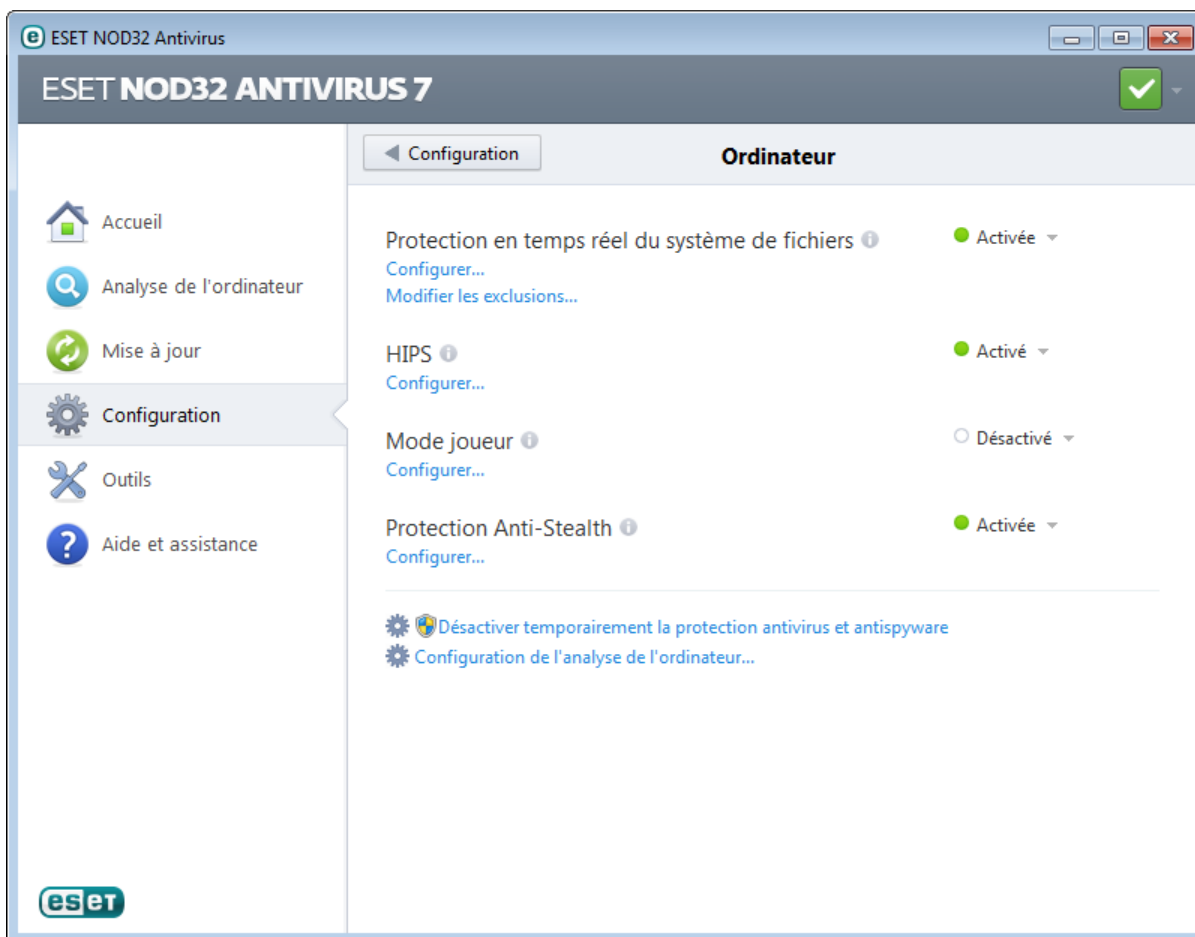 ESET NOD32 Antivirus
ESET NOD32 ANTIVIRUS 7
Configuration
Ordinateur
Accueil
Analyse de l'ordinateur
Mise à jour
Configuration
Outils
Aide et assistance
Protection en temps réel du système de fichiers
Activée
Configurer...
Modifier les exclusions...
HIPS
Activé
Configurer...
Mode joueur
Désactivé
Configurer...
Protection Anti-Stealth
Activée
Configurer...
Désactiver temporairement la protection antivirus et antispyware
Configuration de l'analyse de l'ordinateur...
eset